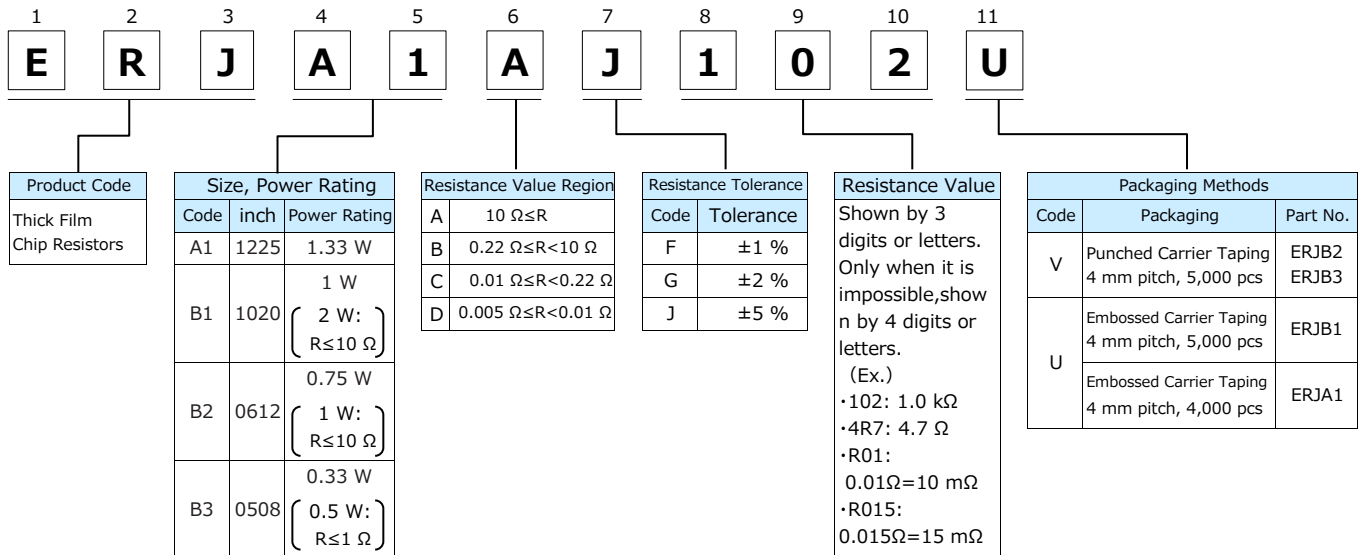 1 2 3 4 5 6 7 8 9 10 11
E R J A 1 A J 1 0 2 U
Product Code
Thick Film
Chip Resistors
Size, Power Rating
Code inch Power Rating
A1 1225 1.33 W
B1 1020 1 W
2 W:
R≤10 Ω
B2 0612 0.75 W
1 W:
R≤10 Ω
B3 0508 0.33 W
0.5 W:
R≤1 Ω
Resistance Value Region
A 10 Ω≤R
B 0.22 Ω≤R<10 Ω
C 0.01 Ω≤R<0.22 Ω
D 0.005 Ω≤R<0.01 Ω
Resistance Tolerance
Code Tolerance
F ±1 %
G ±2 %
J ±5 %
Resistance Value
Shown by 3
digits or letters.
Only when it is
impossible,show
n by 4 digits or
letters.
(Ex.)
･102: 1.0 kΩ
･4R7: 4.7 Ω
･R01:
0.01Ω=10 mΩ
･R015:
0.015Ω=15 mΩ
Packaging Methods
Code Packaging Part No.
V Punched Carrier Taping
4 mm pitch, 5,000 pcs
ERJB2
ERJB3
U Embossed Carrier Taping
4 mm pitch, 5,000 pcs
ERJB1
Embossed Carrier Taping
4 mm pitch, 4,000 pcs
ERJA1